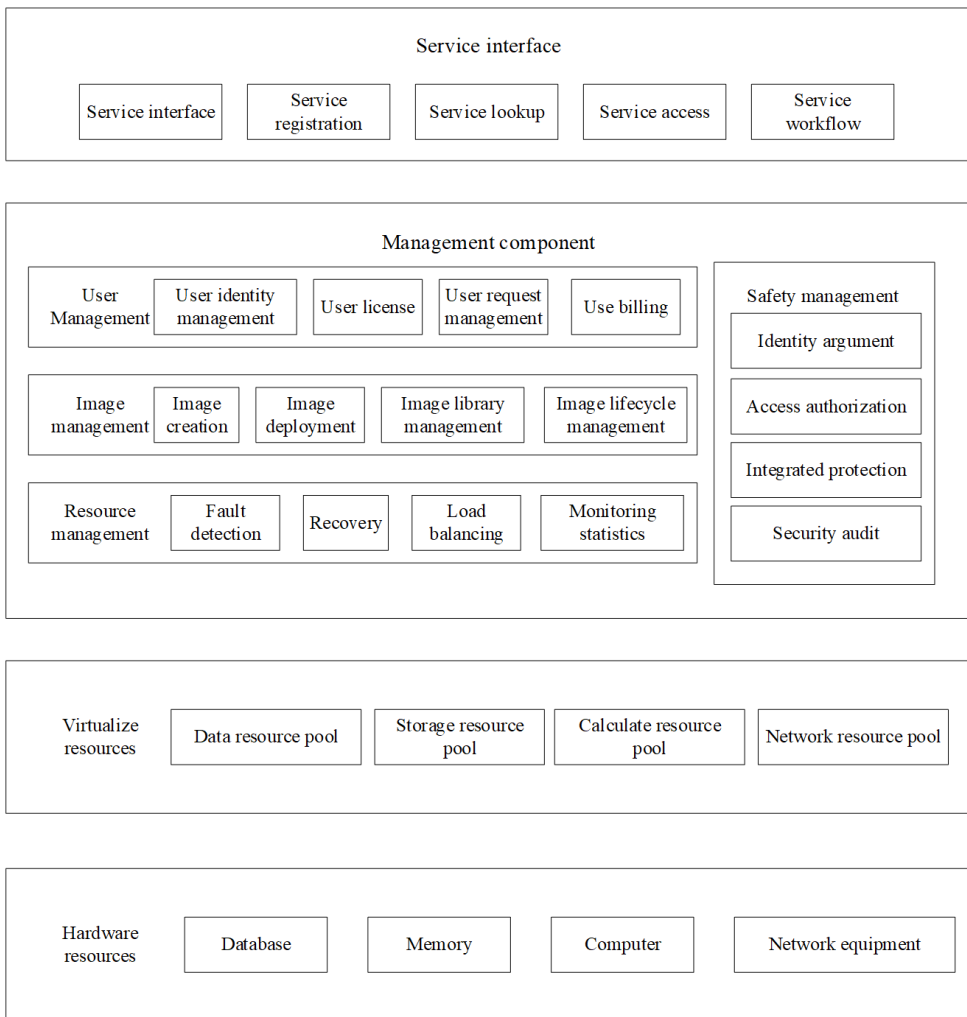 Service interface
Service interface
Service
registration
Service lookup
Service access
Service
workflow
Management component
User
Management
User identity
management
User license
User request
management
Use billing
Image
management
Image
creation
Image
deployment
Image library
management
Image lifecycle
management
Resource
management
Fault
detection
Recovery
Load
balancing
Monitoring
statistics
Safety management
Identity argument
Access authorization
Integrated protection
Security audit
Virtualize
resources
Data resource pool
Storage resource
pool
Calculate resource
pool
Network resource pool
Hardware
resources
Database
Memory
Computer
Network equipment